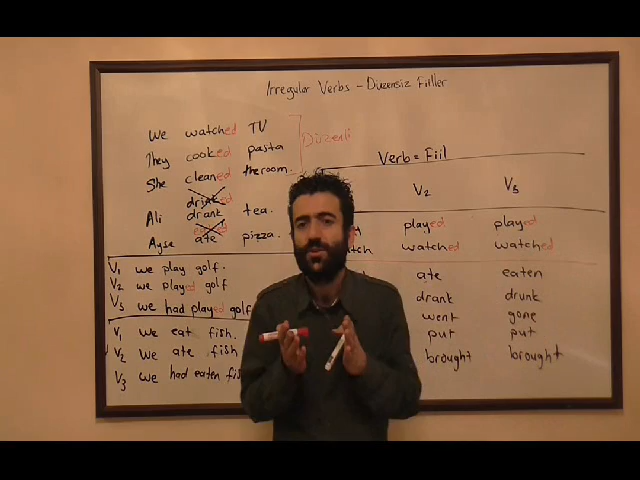 Irregular Verbs - Düzensiz Fiiller
We watched TV
They cooked pasta
She cleaned the room.
Düzenli
drinked
Ali drank tea.
Ayşe ate pizza.
V1 we play golf.
V2 we played golf
V3 we had played golf
V1 we eat fish.
V2 we ate fish
V3 we had eaten
Verb = Fiil
V2 V3
played played
watched watched
ate eaten
drank drunk
went gone
put put
brought brought